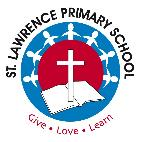 ST. LAWRENCE PRIMARY SCHOOL
Give • Love • Learn